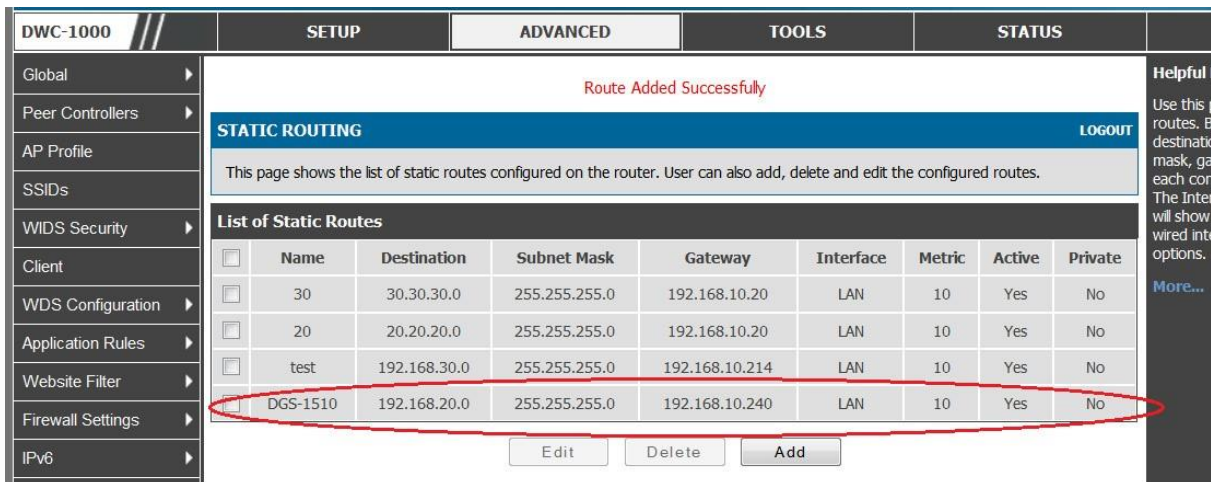 DWC-1000 SETUP ADVANCED TOOLS STATUS
Global
Peer Controllers
AP Profile
SSIDs
WIDS Security
Client
WDS Configuration
Application Rules
Website Filter
Firewall Settings
IPv6
Route Added Successfully
STATIC ROUTING LOGOUT
This page shows the list of static routes configured on the router. User can also add, delete and edit the configured routes.
List of Static Routes
Name Destination Subnet Mask Gateway Interface Metric Active Private
30 30.30.30.0 255.255.255.0 192.168.10.20 LAN 10 Yes No
20 20.20.20.0 255.255.255.0 192.168.10.20 LAN 10 Yes No
test 192.168.30.0 255.255.255.0 192.168.10.214 LAN 10 Yes No
DGS-1510 192.168.20.0 255.255.255.0 192.168.10.240 LAN 10 Yes No
Edit Delete Add
Helpful
Use this
routes.
mask,
each
The
will show
wired
options.
More...